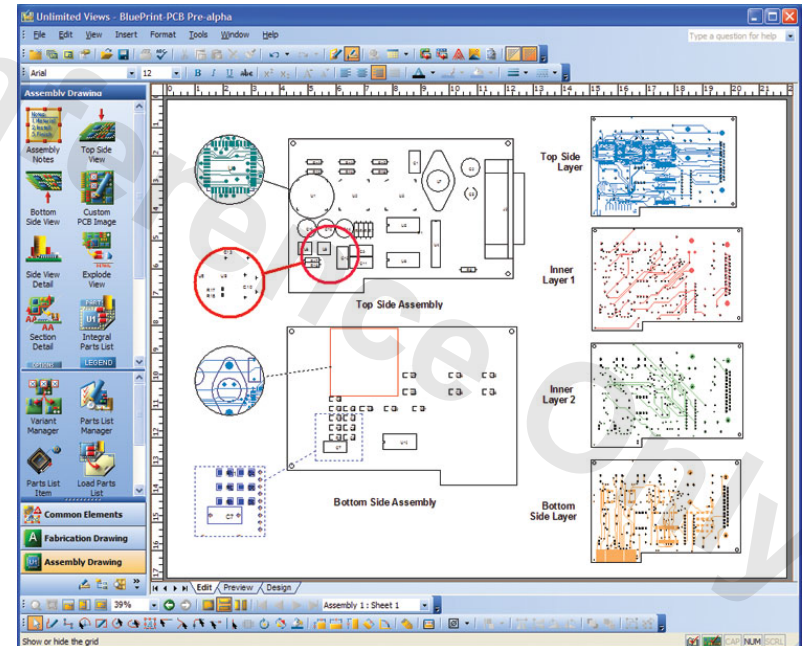 Unlimited Views - BluePrint-PCB Pre-alpha
File Edit View Insert Format Tools Window Help
Type a question for help
Arial 12
Assembly Drawing
Assembly Notes
Top Side View
Bottom Side View
Custom PCB Image
Side View Detail
Explode View
Section Detail
Integral Parts List
LEGEND
Variant Manager
Parts List Manager
Parts List Item
Load Parts List
Common Elements
Fabrication Drawing
Assembly Drawing
Top Side Layer
Top Side Assembly
Inner Layer 1
Inner Layer 2
Bottom Side Assembly
Bottom Side Layer
Edit Preview Design
39%
Assembly 1 : Sheet 1
Show or hide the grid
CAP NUM SCRL
ference Only